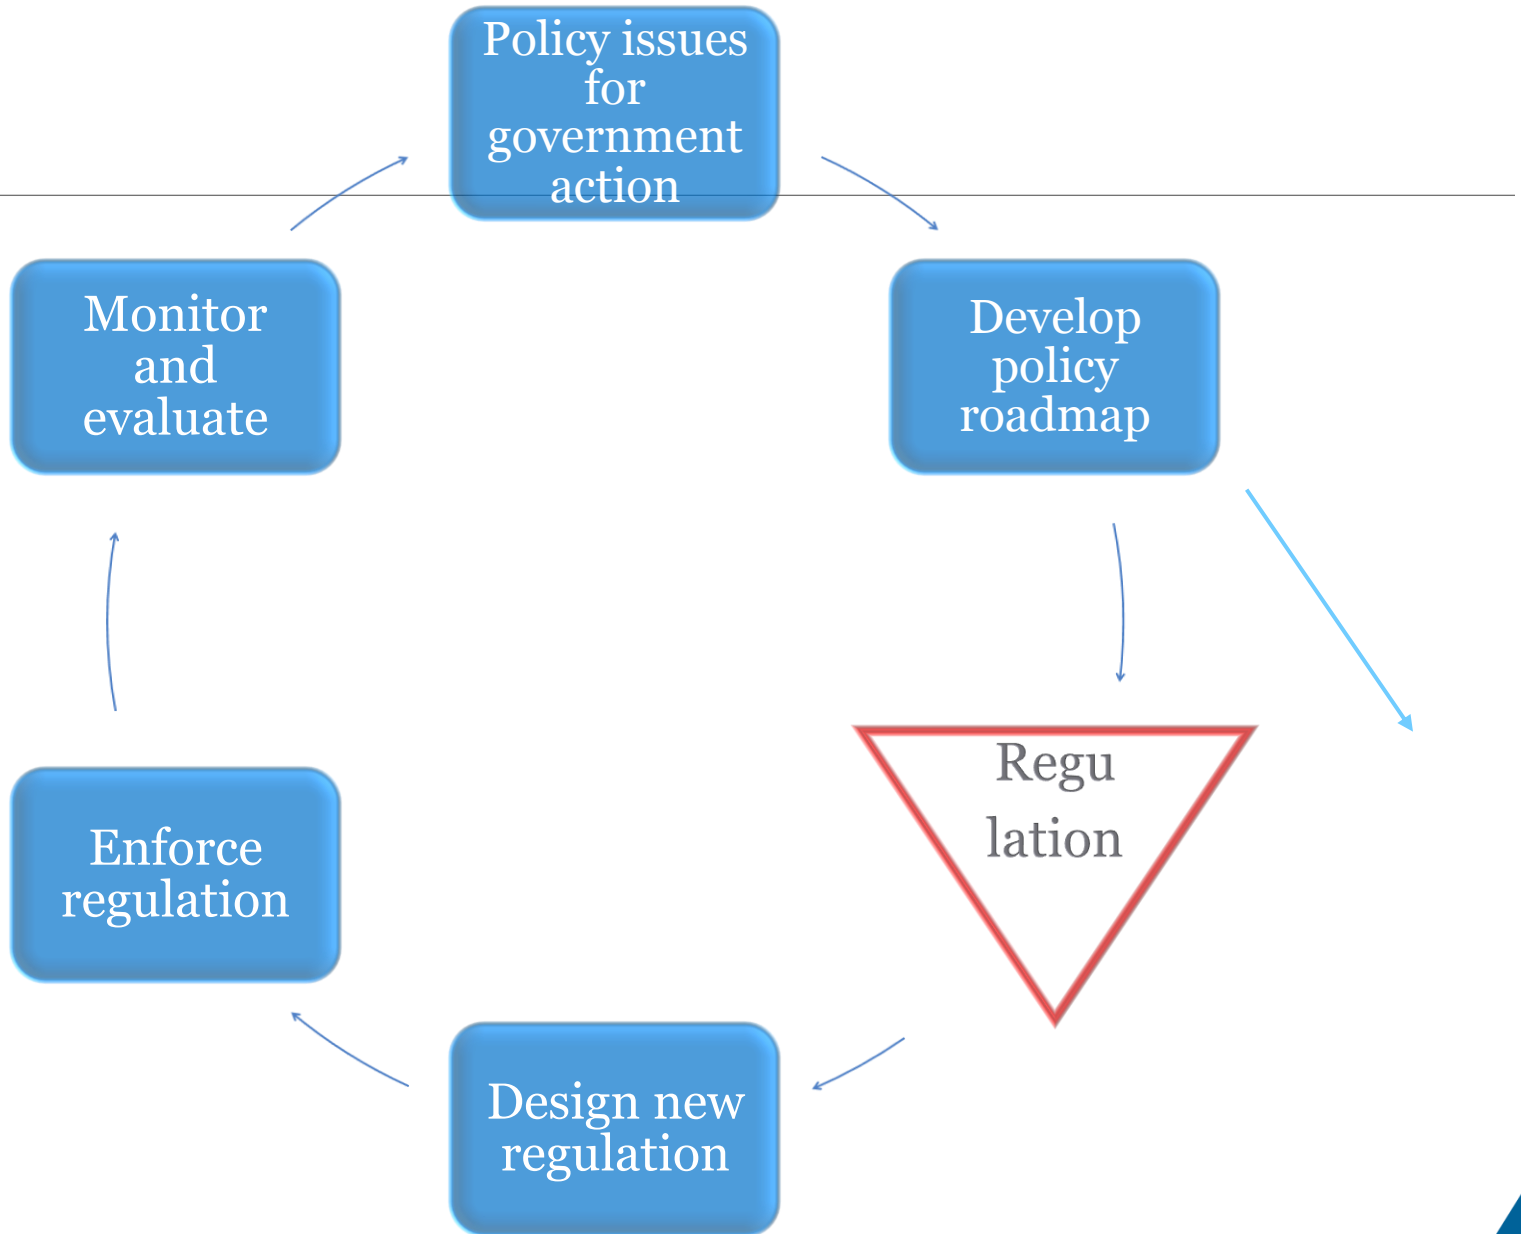 Policy issues
for
government
action
Develop
policy
roadmap
Regu
lation
Design new
regulation
Enforce
regulation
Monitor
and
evaluate